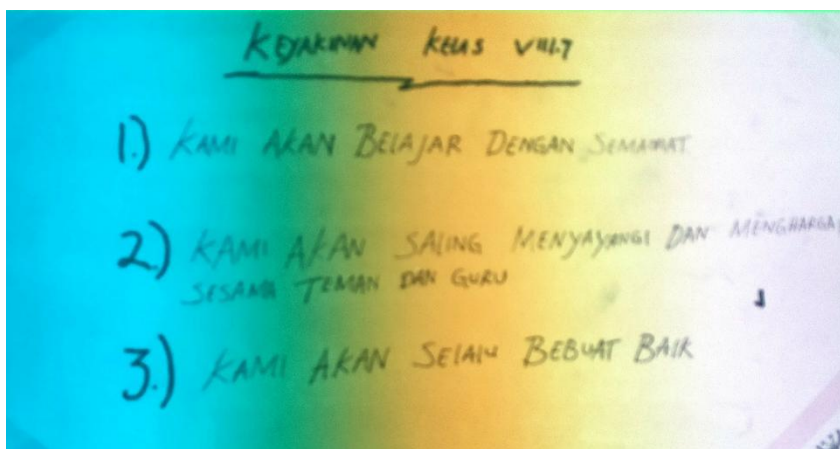 KEYAKINAN KELAS VIII.7
1.) KAMI AKAN BELAJAR DENGAN SEMANGAT
2.) KAMI AKAN SALING MENYAYANGI DAN MENGHARGA
SESAMA TEMAN DAN GURU
3.) KAMI AKAN SELALU BEBUAT BAIK